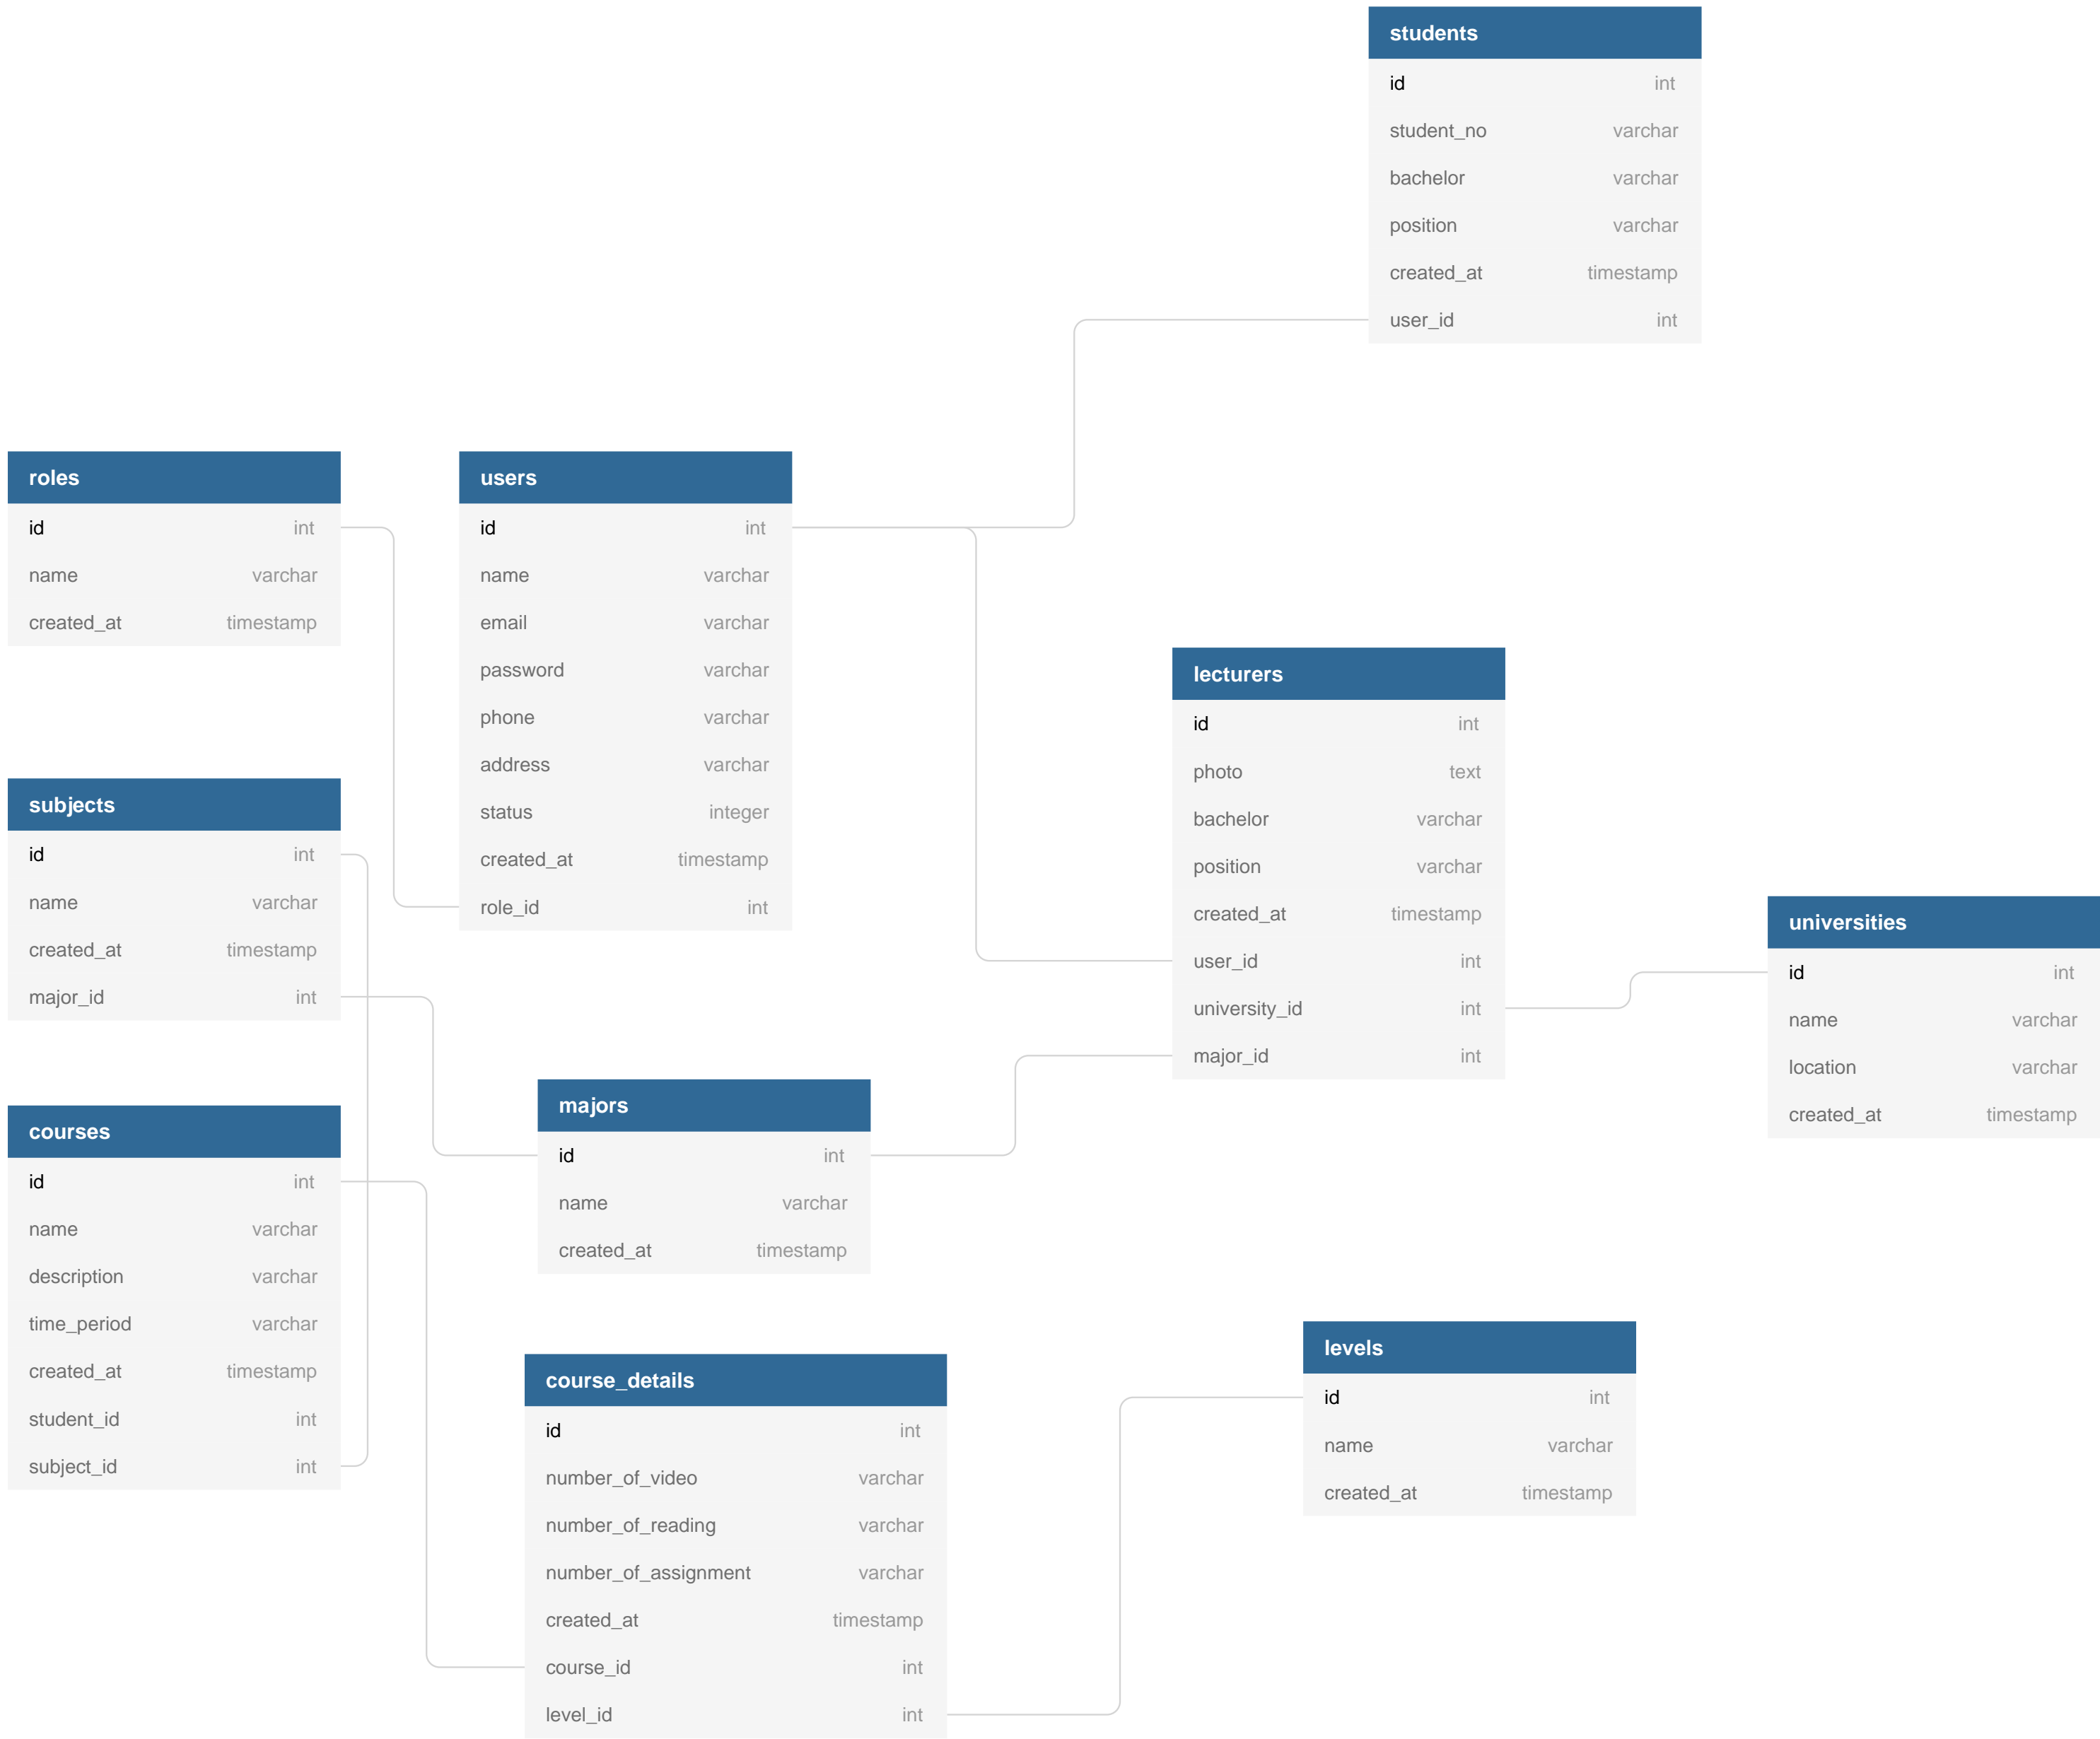 students
id int
student_no varchar
bachelor varchar
position varchar
created_at timestamp
user_id int
roles
id int
name varchar
created_at timestamp
users
id int
name varchar
email varchar
password varchar
phone varchar
address varchar
status integer
created_at timestamp
role_id int
lecturers
id int
photo text
bachelor varchar
position varchar
created_at timestamp
user_id int
university_id int
major_id int
subjects
id int
name varchar
created_at timestamp
major_id int
universities
id int
name varchar
location varchar
created_at timestamp
majors
id int
name varchar
created_at timestamp
courses
id int
name varchar
description varchar
time_period varchar
created_at timestamp
student_id int
subject_id int
course_details
id int
number_of_video varchar
number_of_reading varchar
number_of_assignment varchar
created_at timestamp
course_id int
level_id int
levels
id int
name varchar
created_at timestamp